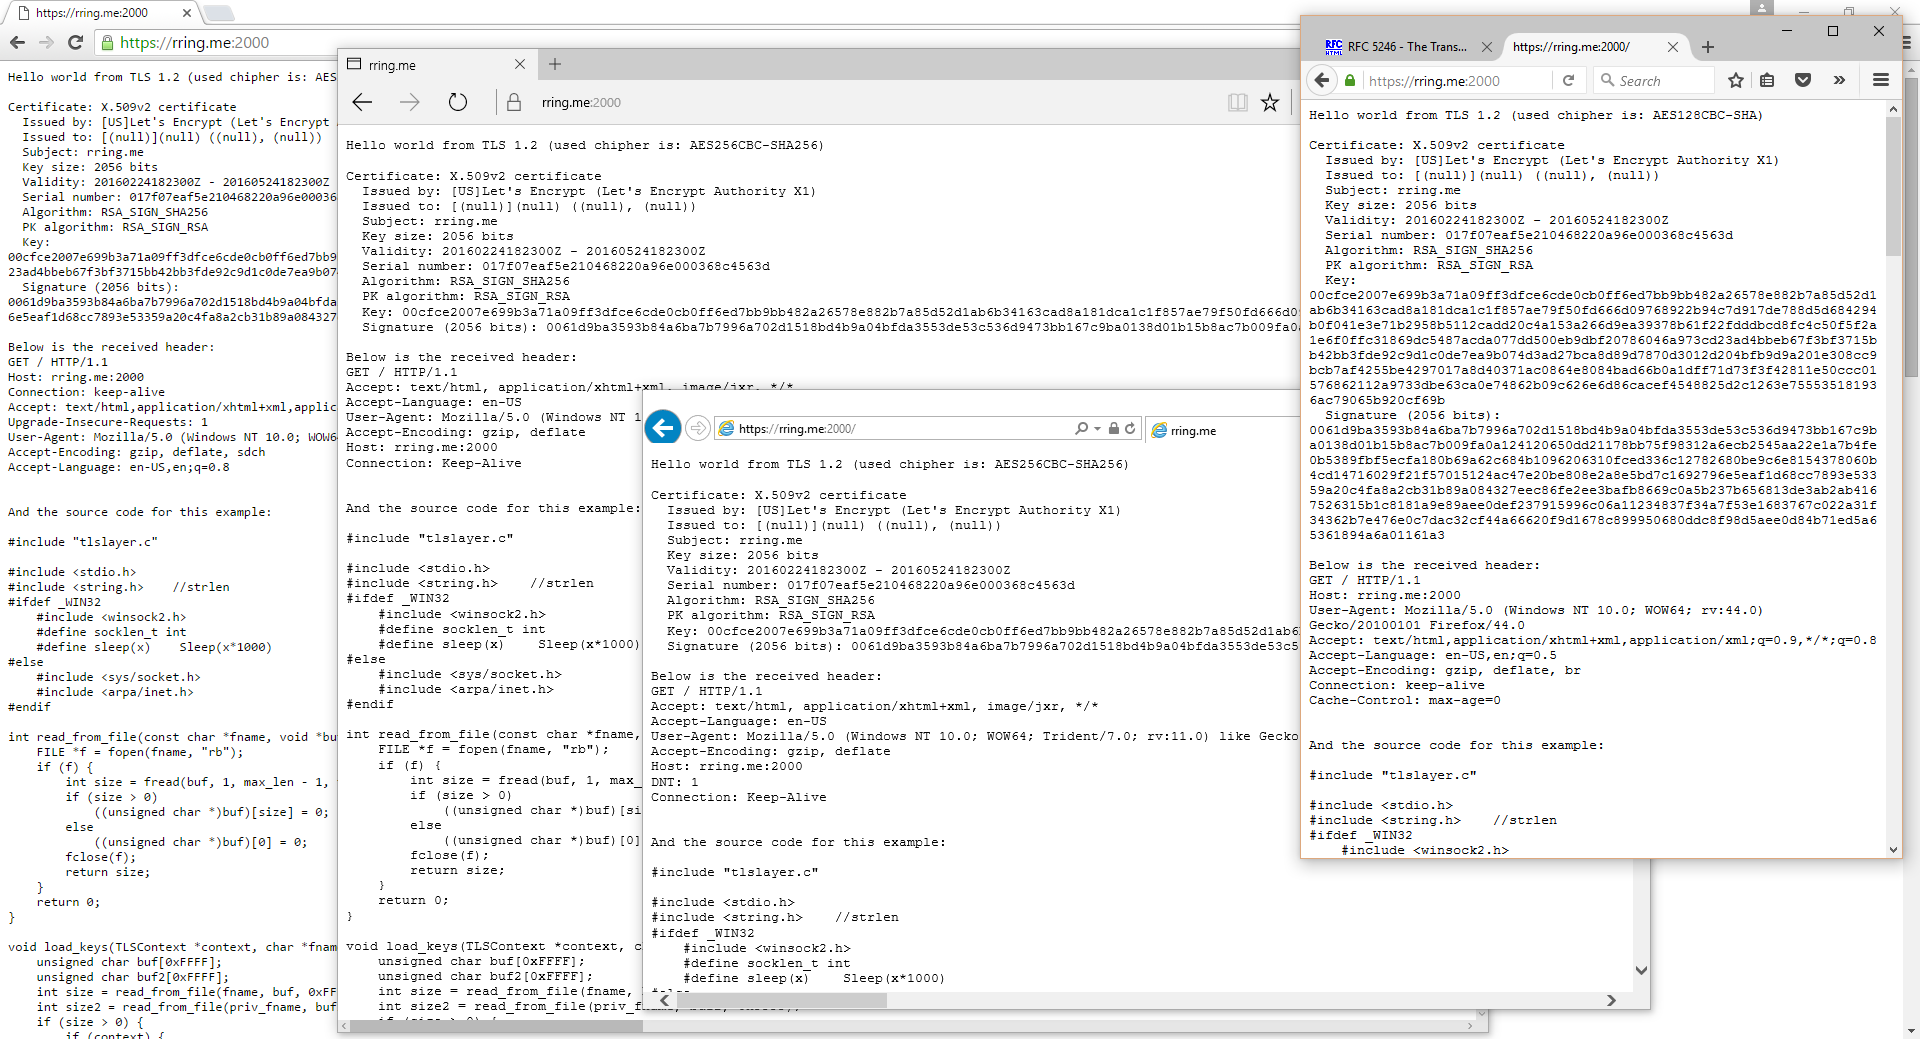 https://rring.me:2000
https://rring.me:2000
Hello world from TLS 1.2 (used chipher is: AES
Certificate: X.509v2 certificate
Issued by: [US]Let's Encrypt (Let's Encrypt
Issued to: [(null)](null) ((null), (null))
Subject: rring.me
Key size: 2056 bits
Validity: 20160224182300Z - 20160524182300Z
Serial number: 017f07eaf5e210468220a96e00036
Algorithm: RSA_SIGN_SHA256
PK algorithm: RSA_SIGN_RSA
Key:
00cfce2007e699b3a71a09ff3dfce6cde0cb0ff6ed7bb9
23ad4bbeb67f3bf3715bb42bb3fde92c9d1c0de7ea9b07
Signature (2056 bits):
0061d9ba3593b84a6ba7b7996a702d1518bd4b9a04bfda
6e5eaf1d68cc7893e53359a20c4fa8a2cb31b89a084327
Below is the received header:
GET / HTTP/1.1
Host: rring.me:2000
Connection: keep-alive
Accept: text/html,application/xhtml+xml,applic
Upgrade-Insecure-Requests: 1
User-Agent: Mozilla/5.0 (Windows NT 10.0; WOW6
Accept-Encoding: gzip, deflate, sdch
Accept-Language: en-US,en;q=0.8
And the source code for this example:
#include "tlslayer.c"
#include <stdio.h>
#include <string.h>    //strlen
#ifdef _WIN32
#include <winsock2.h>
#define socklen_t int
#define sleep(x)    Sleep(x*1000)
#else
#include <sys/socket.h>
#include <arpa/inet.h>
#endif
int read_from_file(const char *fname, void *bu
FILE *f = fopen(fname, "rb");
if (f) {
int size = fread(buf, 1, max_len - 1,
if (size > 0)
((unsigned char *)buf)[size] = 0;
else
((unsigned char *)buf)[0] = 0;
fclose(f);
return size;
}
return 0;
}
void load_keys(TLSContext *context, char *fnam
unsigned char buf[0xFFFF];
unsigned char buf2[0xFFFF];
int size = read_from_file(fname, buf, 0xFF
int size2 = read_from_file(priv_fname, buf
if (size > 0) {
if (context) {
rring.me
rring.me:2000
Hello world from TLS 1.2 (used chipher is: AES256CBC-SHA256)
Certificate: X.509v2 certificate
Issued by: [US]Let's Encrypt (Let's Encrypt Authority X1)
Issued to: [(null)](null) ((null), (null))
Subject: rring.me
Key size: 2056 bits
Validity: 20160224182300Z - 20160524182300Z
Serial number: 017f07eaf5e210468220a96e000368c4563d
Algorithm: RSA_SIGN_SHA256
PK algorithm: RSA_SIGN_RSA
Key: 00cfce2007e699b3a71a09ff3dfce6cde0cb0ff6ed7bb9bb482a26578e882b7a85d52d1ab6b34163cad8a181dca1c1f857ae79f50fd666d0
Signature (2056 bits): 0061d9ba3593b84a6ba7b7996a702d1518bd4b9a04bfda3553de53c536d9473bb167c9ba0138d01b15b8ac7b009fa0a
Below is the received header:
GET / HTTP/1.1
Accept: text/html, application/xhtml+xml, image/jxr, */*
Accept-Language: en-US
User-Agent: Mozilla/5.0 (Windows NT 1
Accept-Encoding: gzip, deflate
Host: rring.me:2000
Connection: Keep-Alive
And the source code for this example:
#include "tlslayer.c"
#include <stdio.h>
#include <string.h>    //strlen
#ifdef _WIN32
#include <winsock2.h>
#define socklen_t int
#define sleep(x)    Sleep(x*1000)
#else
#include <sys/socket.h>
#include <arpa/inet.h>
#endif
int read_from_file(const char *fname,
FILE *f = fopen(fname, "rb");
if (f) {
int size = fread(buf, 1, max_
if (size > 0)
((unsigned char *)buf)[si
else
((unsigned char *)buf)[0]
fclose(f);
return size;
}
return 0;
}
void load_keys(TLSContext *context, c
unsigned char buf[0xFFFF];
unsigned char buf2[0xFFFF];
int size = read_from_file(fname,
int size2 = read_from_file(priv_f
https://rring.me:2000/
rring.me
Hello world from TLS 1.2 (used chipher is: AES256CBC-SHA256)
Certificate: X.509v2 certificate
Issued by: [US]Let's Encrypt (Let's Encrypt Authority X1)
Issued to: [(null)](null) ((null), (null))
Subject: rring.me
Key size: 2056 bits
Validity: 20160224182300Z - 20160524182300Z
Serial number: 017f07eaf5e210468220a96e000368c4563d
Algorithm: RSA_SIGN_SHA256
PK algorithm: RSA_SIGN_RSA
Key: 00cfce2007e699b3a71a09ff3dfce6cde0cb0ff6ed7bb9bb482a26578e882b7a85d52d1ab6
Signature (2056 bits): 0061d9ba3593b84a6ba7b7996a702d1518bd4b9a04bfda3553de53c5
Below is the received header:
GET / HTTP/1.1
Accept: text/html, application/xhtml+xml, image/jxr, */*
Accept-Language: en-US
User-Agent: Mozilla/5.0 (Windows NT 10.0; WOW64; Trident/7.0; rv:11.0) like Gecko
Accept-Encoding: gzip, deflate
Host: rring.me:2000
DNT: 1
Connection: Keep-Alive
And the source code for this example:
#include "tlslayer.c"
#include <stdio.h>
#include <string.h>    //strlen
#ifdef _WIN32
#include <winsock2.h>
#define socklen_t int
#define sleep(x)    Sleep(x*1000)
RFC HTML RFC 5246 - The Trans...
https://rring.me:2000/
https://rring.me:2000
Search
Hello world from TLS 1.2 (used chipher is: AES128CBC-SHA)
Certificate: X.509v2 certificate
Issued by: [US]Let's Encrypt (Let's Encrypt Authority X1)
Issued to: [(null)](null) ((null), (null))
Subject: rring.me
Key size: 2056 bits
Validity: 20160224182300Z - 20160524182300Z
Serial number: 017f07eaf5e210468220a96e000368c4563d
Algorithm: RSA_SIGN_SHA256
PK algorithm: RSA_SIGN_RSA
Key:
00cfce2007e699b3a71a09ff3dfce6cde0cb0ff6ed7bb9bb482a26578e882b7a85d52d1
ab6b34163cad8a181dca1c1f857ae79f50fd666d09768922b94c7d917de788d5d684294
b0f041e3e71b2958b5112cadd20c4a153a266d9ea39378b61f22fdddbcd8fc4c50f5f2a
1e6f0ffc31869dc5487acda077dd500eb9dbf20786046a973cd23ad4bbeb67f3bf3715b
b42bb3fde92c9d1c0de7ea9b074d3ad27bca8d89d7870d3012d204bfb9d9a201e308cc9
bcb7af4255be4297017a8d40371ac0864e8084bad66b0a1dff71d73f3f42811e50ccc01
576862112a9733dbe63ca0e74862b09c626e6d86cacef4548825d2c1263e75553518193
6ac79065b920cf69b
Signature (2056 bits):
0061d9ba3593b84a6ba7b7996a702d1518bd4b9a04bfda3553de53c536d9473bb167c9b
a0138d01b15b8ac7b009fa0a124120650dd21178bb75f98312a6ecb2545aa22e1a7b4fe
0b5389fbf5ecfa180b69a62c684b1096206310fced336c12782680be9c6e8154378060b
4cd14716029f21f57015124ac47e20be808e2a8e5bd7c1692796e5eaf1d68cc7893e533
59a20c4fa8a2cb31b89a084327eec86fe2ee3bafb8669c0a5b237b656813de3ab2ab416
7526315b1c8181a9e89aee0def237915996c06a11234837f34a7f53e1683767c022a31f
34362b7e476e0c7dac32cf44a66620f9d1678c899950680ddc8f98d5aee0d84b71ed5a6
5361894a6a01161a3
Below is the received header:
GET / HTTP/1.1
Host: rring.me:2000
User-Agent: Mozilla/5.0 (Windows NT 10.0; WOW64; rv:44.0)
Gecko/20100101 Firefox/44.0
Accept: text/html,application/xhtml+xml,application/xml;q=0.9,*/*;q=0.8
Accept-Language: en-US,en;q=0.5
Accept-Encoding: gzip, deflate, br
Connection: keep-alive
Cache-Control: max-age=0
And the source code for this example:
#include "tlslayer.c"
#include <stdio.h>
#include <string.h>    //strlen
#ifdef _WIN32
#include <winsock2.h>